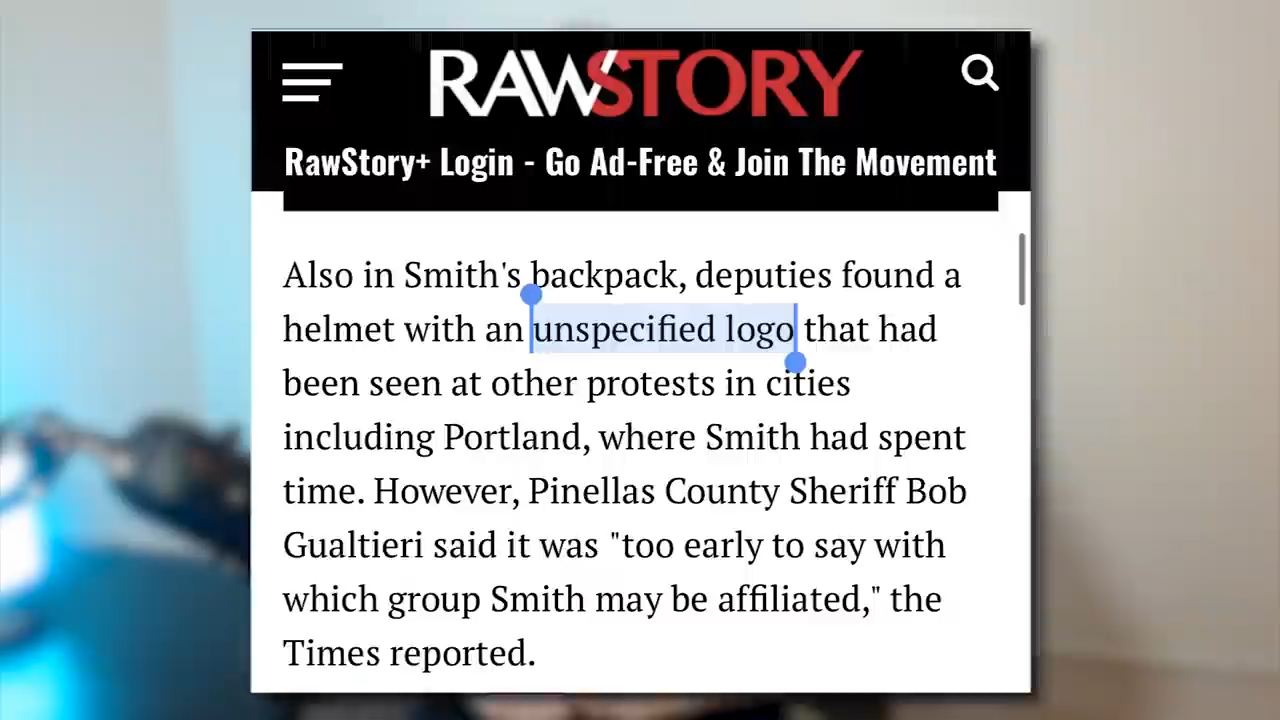 RAWSTORY
RawStory+ Login - Go Ad-Free & Join The Movement
Also in Smith's backpack, deputies found a
helmet with an unspecified logo that had
been seen at other protests in cities
including Portland, where Smith had spent
time. However, Pinellas County Sheriff Bob
Gualtieri said it was "too early to say with
which group Smith may be affiliated," the
Times reported.